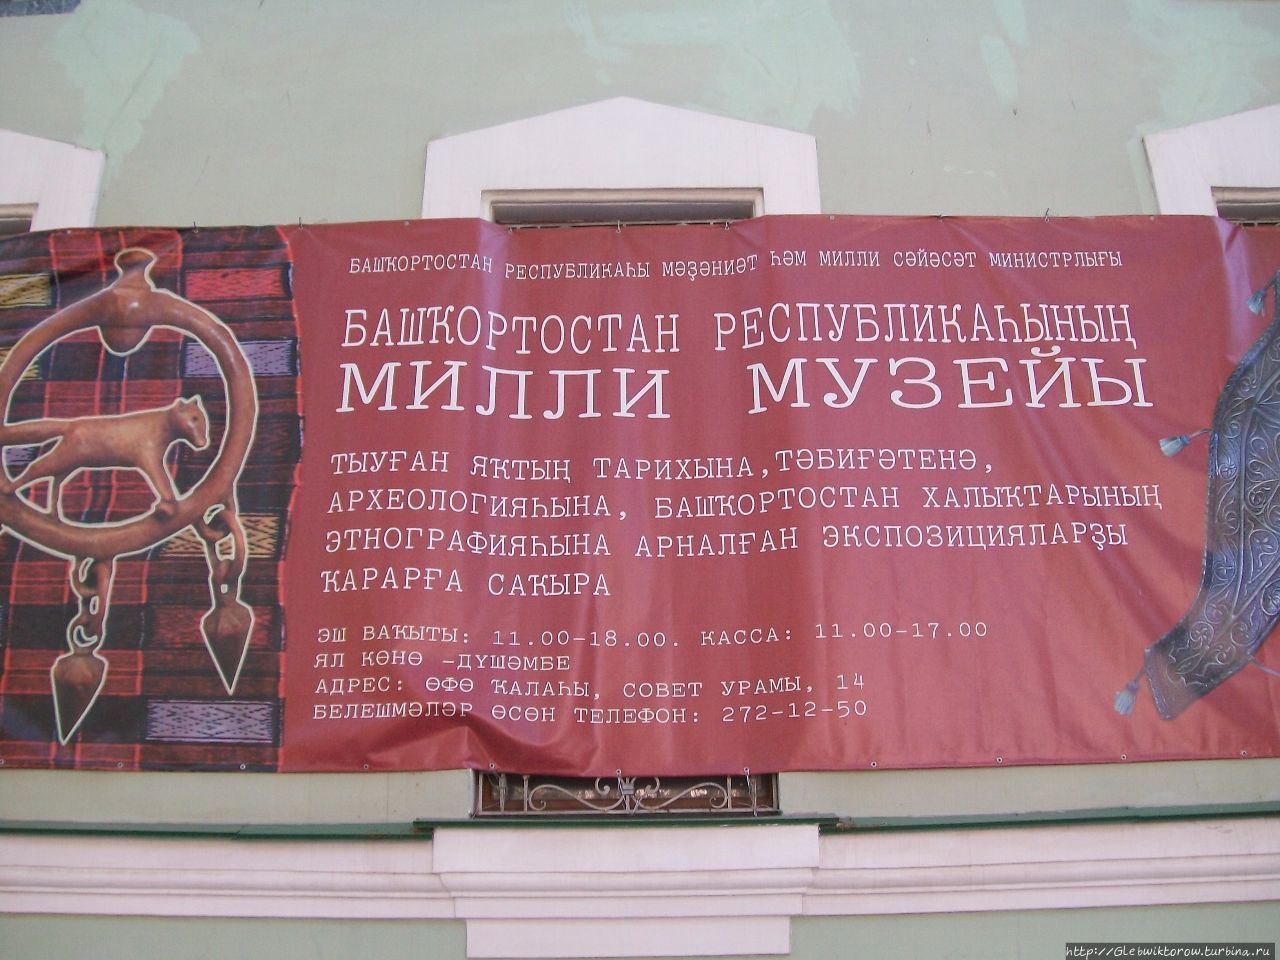 БАШҠОРТОСТАН РЕСПУБЛИКАҺЫ МӘҘӘНИӘТ ҺӘМ МИЛЛИ СӘЙӘСӘТ МИНИСТРЛЫҒЫ
БАШҠОРТОСТАН РЕСПУБЛИКАҺЫНЫҢ
МИЛЛИ МУЗЕЙЫ
ТЫУҒАН ЯҠТЫҢ ТАРИХЫНА, ТӘБИҒӘТЕНӘ,
АРХЕОЛОГИЯҺЫНА, БАШҠОРТОСТАН ХАЛЫҠТАРЫНЫҢ
ЭТНОГРАФИЯҺЫНА АРНАЛҒАН ЭКСПОЗИЦИЯЛАРҘЫ
ҠАРАРҒА САҠЫРА
ЭШ ВАҠЫТЫ: 11.00-18.00. КАССА: 11.00-17.00
ЯЛ КӨНӨ -ДҮШӘМБЕ
АДРЕС: ӨФӨ ҠАЛАҺЫ, СОВЕТ УРАМЫ, 14
БЕЛЕШМӘЛӘР ӨСӨН ТЕЛЕФОН: 272-12-50
http://Glebwiktorow.turbina.ru